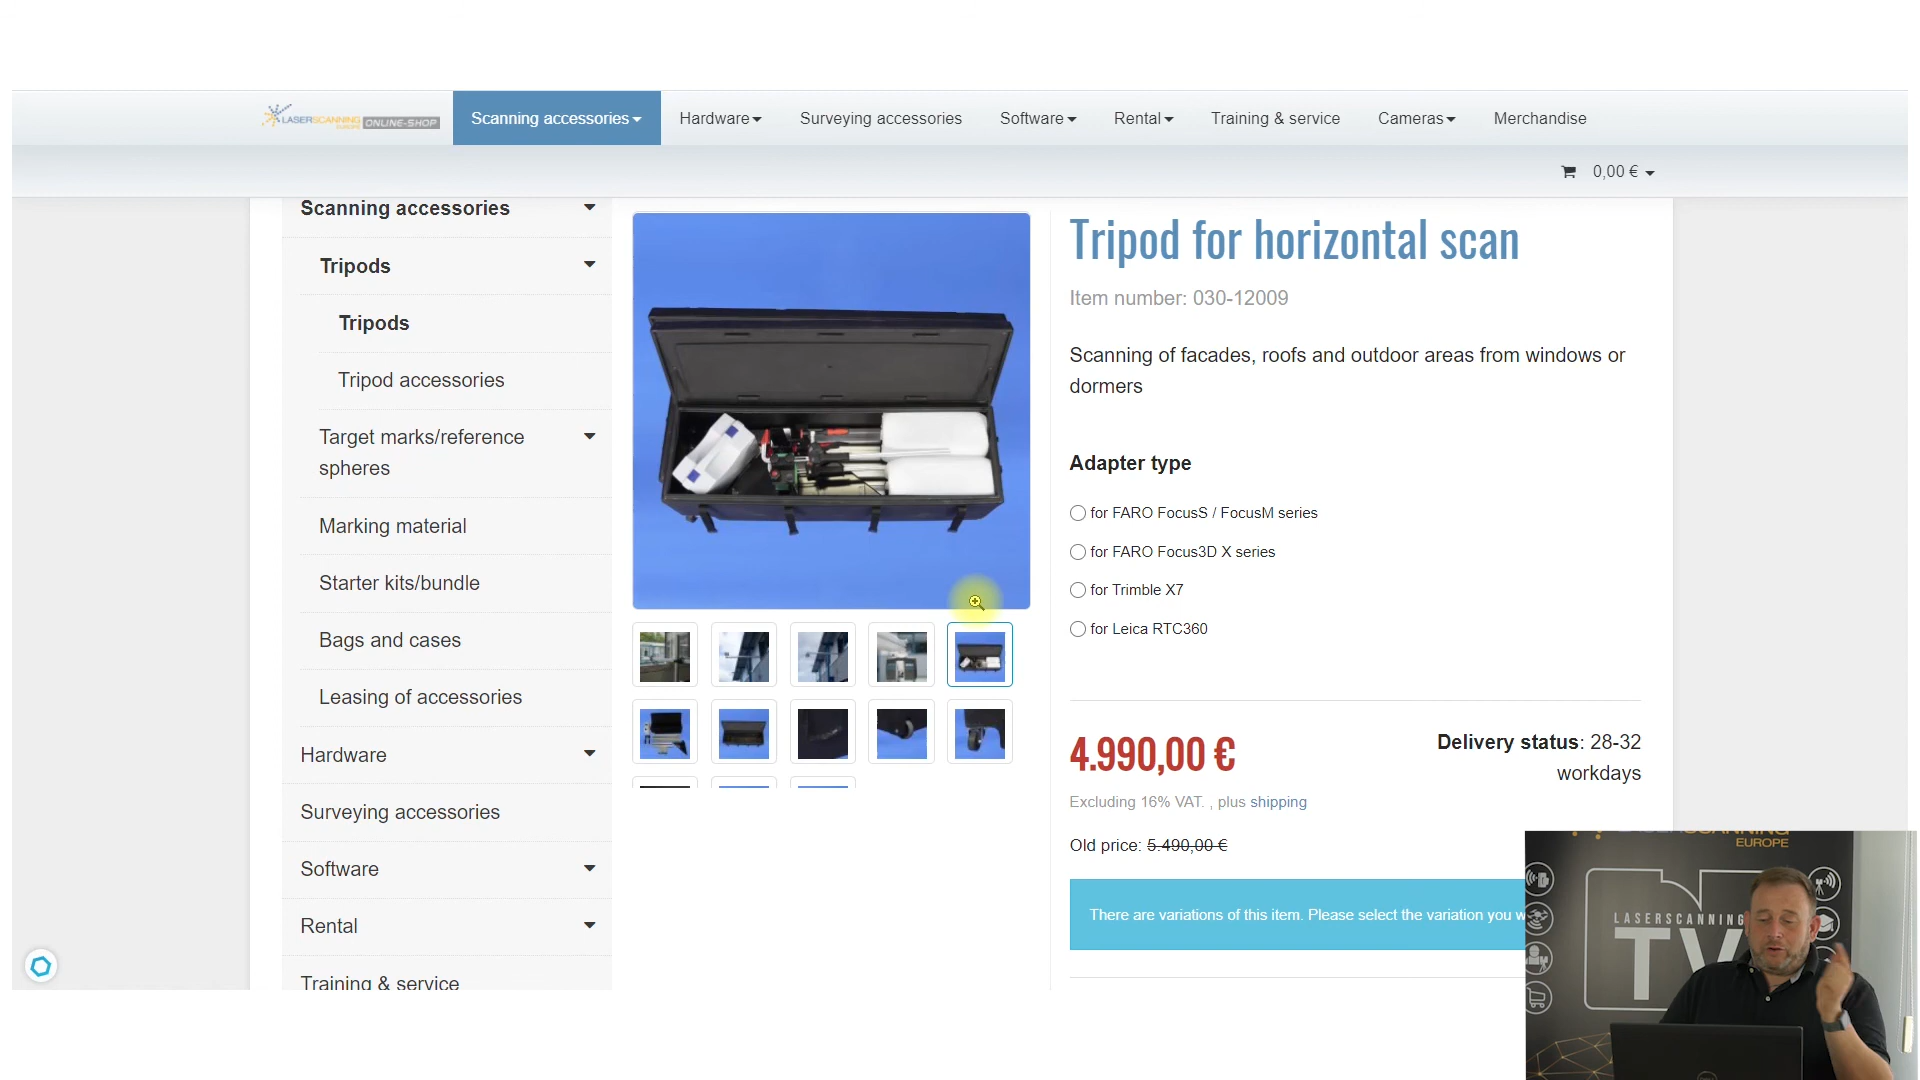 LASERSCANNING
EUROPE
ONLINE-SHOP
Scanning accessories
Hardware
Surveying accessories
Software
Rental
Training & service
Cameras
Merchandise
0,00 €
Scanning accessories
Tripods
Tripods
Tripod accessories
Target marks/reference
spheres
Marking material
Starter kits/bundle
Bags and cases
Leasing of accessories
Hardware
Surveying accessories
Software
Rental
Training & service
Tripod for horizontal scan
Item number: 030-12009
Scanning of facades, roofs and outdoor areas from windows or
dormers
Adapter type
for FARO FocusS / FocusM series
for FARO Focus3D X series
for Trimble X7
for Leica RTC360
4.990,00 €
Delivery status: 28-32
workdays
Excluding 16% VAT. , plus shipping
Old price: 5.490,00 €
There are variations of this item. Please select the variation you w
LASERSCANNING
EUROPE
LASERSCANNING
TV